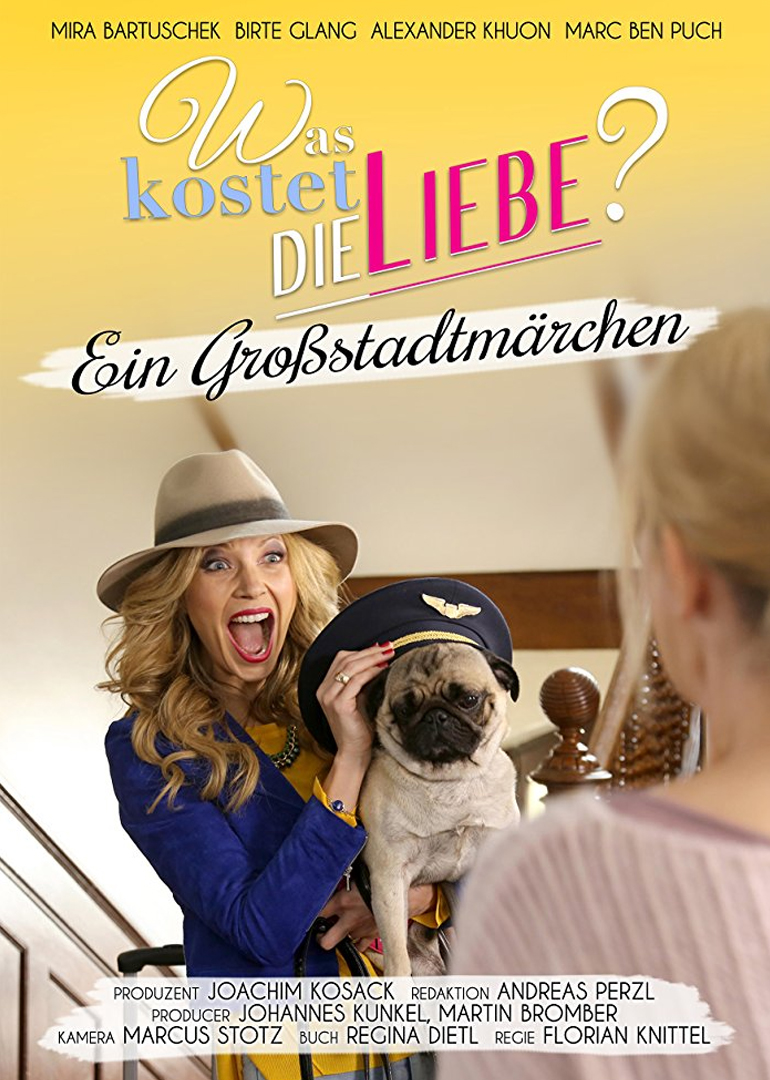 MIRA BARTUSCHEK BIRTE GLANG ALEXANDER KHUON MARC BEN PUCH
Was
kostet
DIE LIEBE?
Ein Großstadtmärchen
PRODUZENT JOACHIM KOSACK REDAKTION ANDREAS PERZL
PRODUCER JOHANNES KUNKEL, MARTIN BROMBER
KAMERA MARCUS STOTZ BUCH REGINA DIETL REGIE FLORIAN KNITTEL